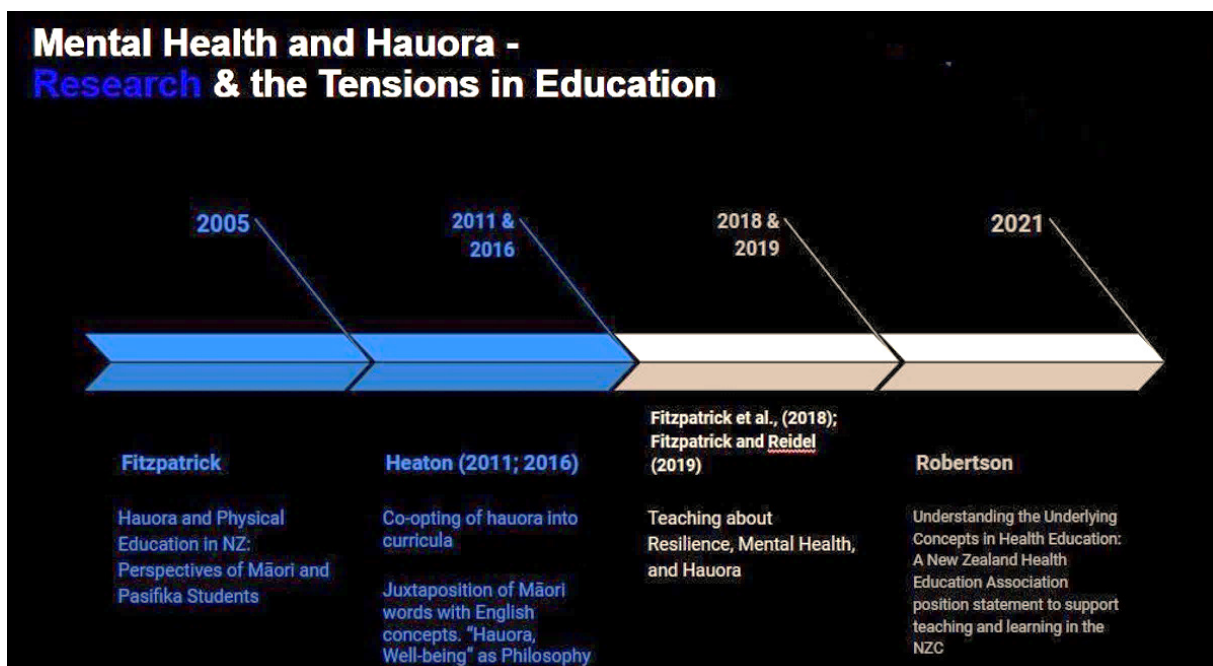 Mental Health and Hauora -
Research & the Tensions in Education
2005
2011 &
2016
2018 &
2019
2021
Fitzpatrick
Hauora and Physical
Education in NZ:
Perspectives of Māori and
Pasifika Students
Heaton (2011; 2016)
Co-opting of hauora into
curricula
Juxtaposition of Māori
words with English
concepts. “Hauora,
Well-being” as Philosophy
Fitzpatrick et al., (2018);
Fitzpatrick and Reidel
(2019)
Teaching about
Resilience, Mental Health,
and Hauora
Robertson
Understanding the Underlying
Concepts in Health Education:
A New Zealand Health
Education Association
position statement to support
teaching and learning in the
NZC